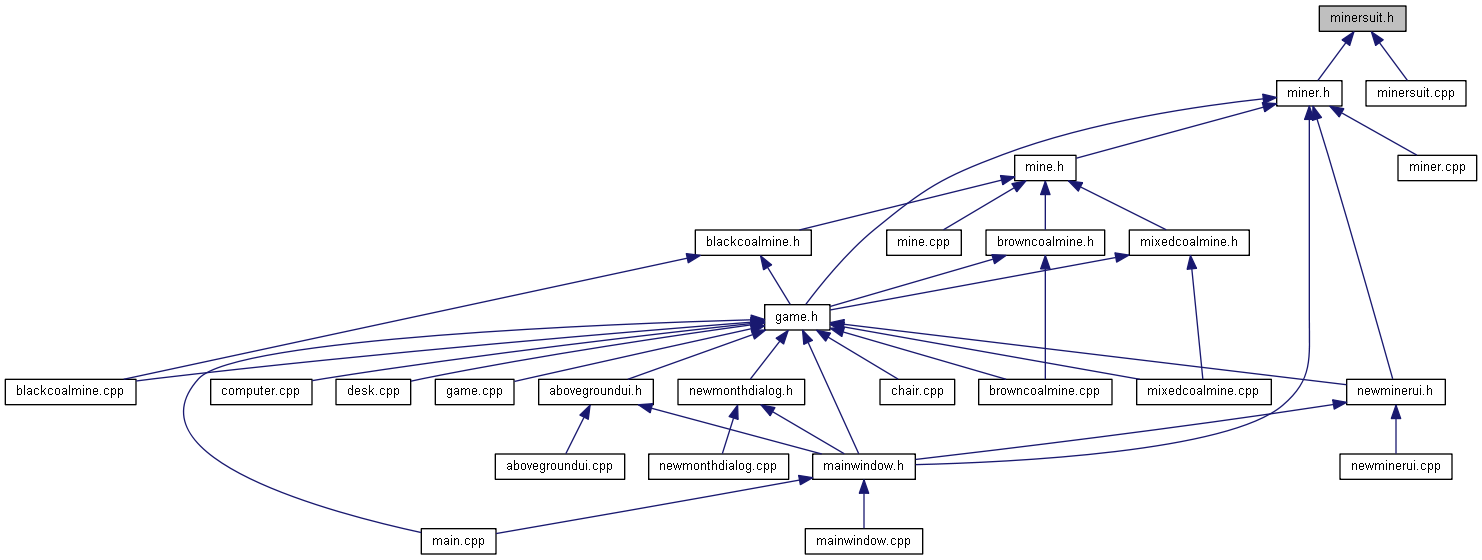 minersuit.h
miner.h
minersuit.cpp
mine.h
miner.cpp
blackcoalmine.h
mine.cpp
browncoalmine.h
mixedcoalmine.h
game.h
blackcoalmine.cpp
computer.cpp
desk.cpp
game.cpp
abovegroundui.h
newmonthdialog.h
chair.cpp
browncoalmine.cpp
mixedcoalmine.cpp
newminerui.h
abovegroundui.cpp
newmonthdialog.cpp
mainwindow.h
newminerui.cpp
main.cpp
mainwindow.cpp